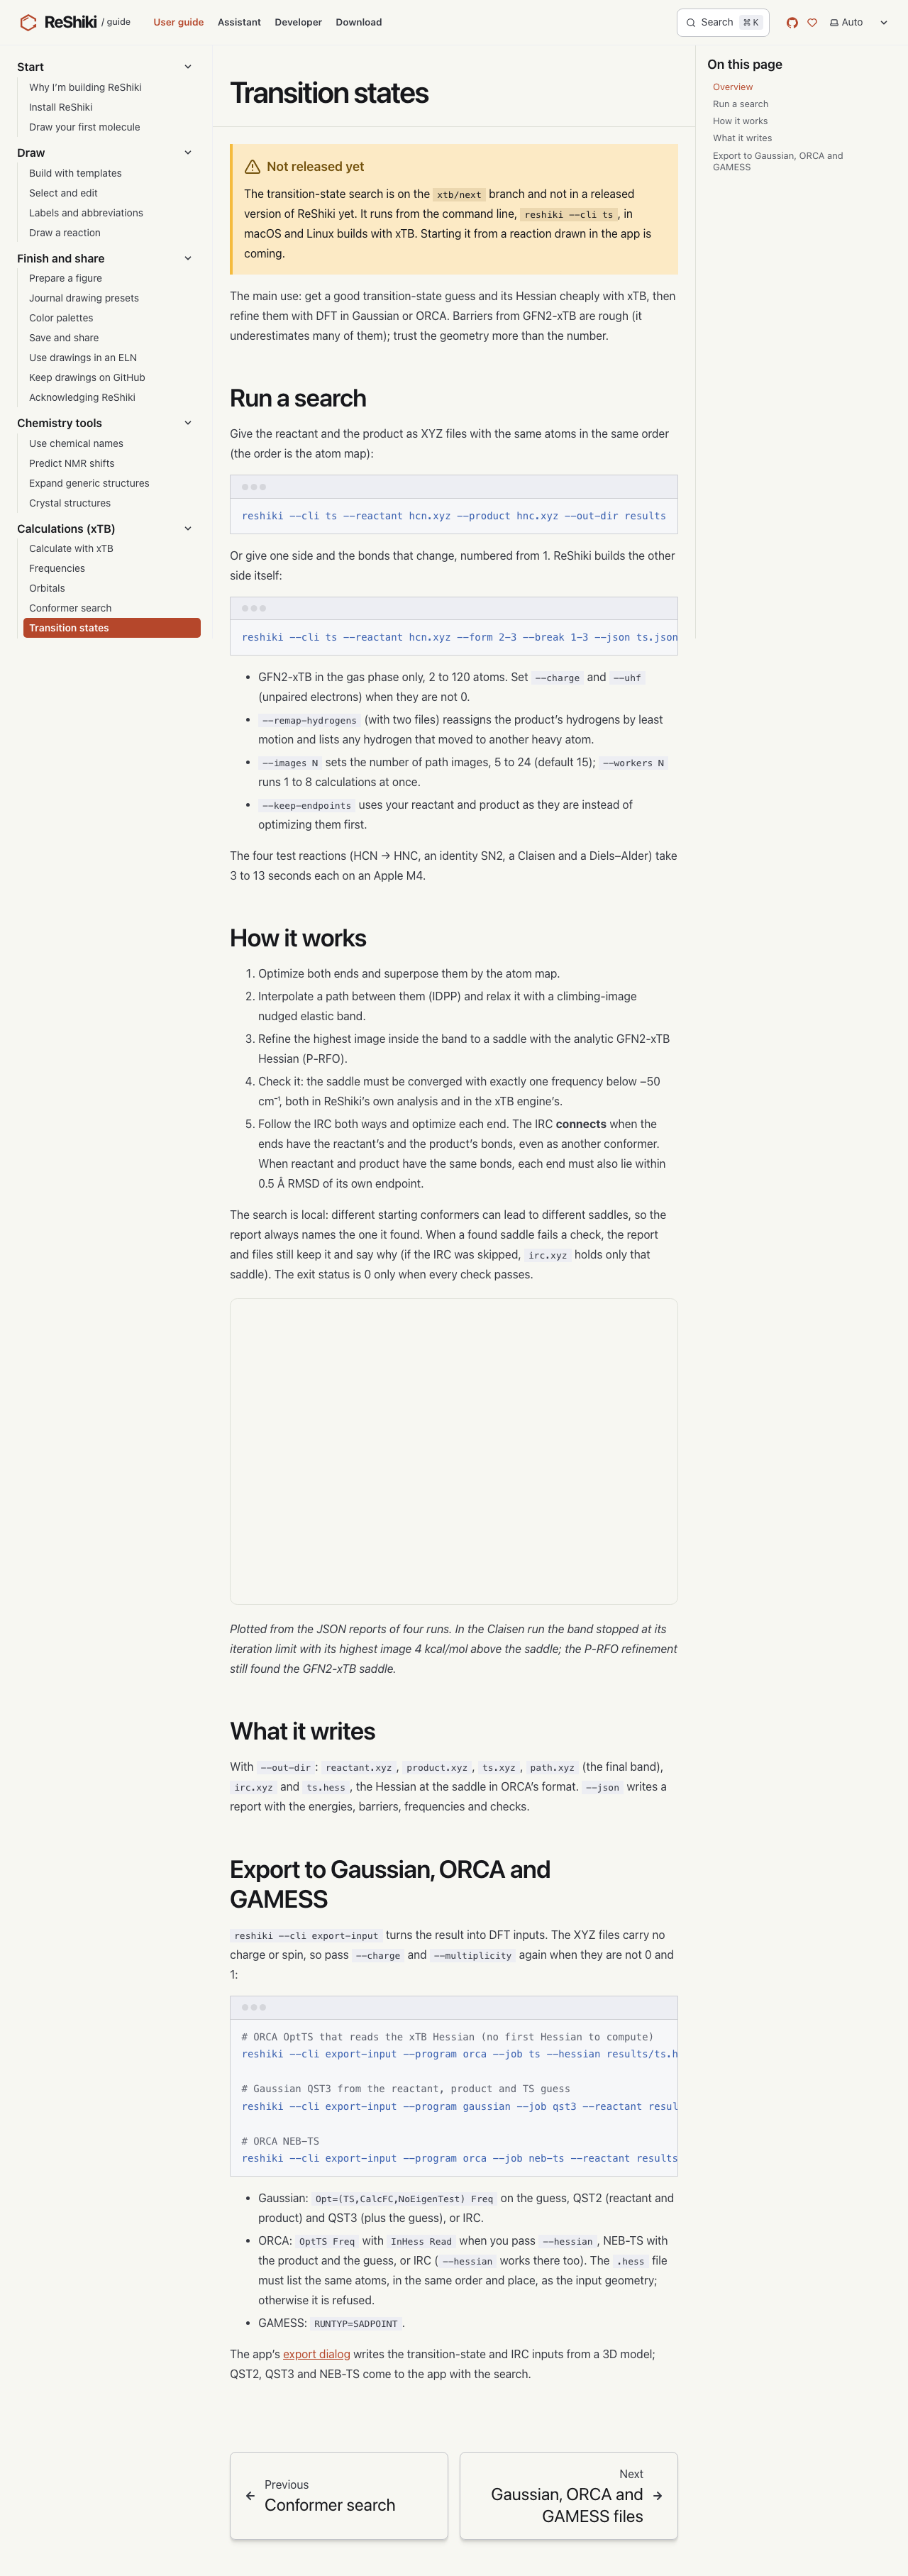 ReShiki / guide
User guide Assistant Developer Download
Search ⌘ K
Auto
Start
Why I’m building ReShiki
Install ReShiki
Draw your first molecule
Draw
Build with templates
Select and edit
Labels and abbreviations
Draw a reaction
Finish and share
Prepare a figure
Journal drawing presets
Color palettes
Save and share
Use drawings in an ELN
Keep drawings on GitHub
Acknowledging ReShiki
Chemistry tools
Use chemical names
Predict NMR shifts
Expand generic structures
Crystal structures
Calculations (xTB)
Calculate with xTB
Frequencies
Orbitals
Conformer search
Transition states
On this page
Overview
Run a search
How it works
What it writes
Export to Gaussian, ORCA and
GAMESS
Transition states
Not released yet
The transition-state search is on the xtb/next branch and not in a released
version of ReShiki yet. It runs from the command line, reshiki --cli ts, in
macOS and Linux builds with xTB. Starting it from a reaction drawn in the app is
coming.
The main use: get a good transition-state guess and its Hessian cheaply with xTB, then
refine them with DFT in Gaussian or ORCA. Barriers from GFN2-xTB are rough (it
underestimates many of them); trust the geometry more than the number.
Run a search
Give the reactant and the product as XYZ files with the same atoms in the same order
(the order is the atom map):
reshiki --cli ts --reactant hcn.xyz --product hnc.xyz --out-dir results
Or give one side and the bonds that change, numbered from 1. ReShiki builds the other
side itself:
reshiki --cli ts --reactant hcn.xyz --form 2-3 --break 1-3 --json ts.json
• GFN2-xTB in the gas phase only, 2 to 120 atoms. Set --charge and --uhf
(unpaired electrons) when they are not 0.
• --remap-hydrogens (with two files) reassigns the product’s hydrogens by least
motion and lists any hydrogen that moved to another heavy atom.
• --images N sets the number of path images, 5 to 24 (default 15); --workers N
runs 1 to 8 calculations at once.
• --keep-endpoints uses your reactant and product as they are instead of
optimizing them first.
The four test reactions (HCN → HNC, an identity SN2, a Claisen and a Diels–Alder) take
3 to 13 seconds each on an Apple M4.
How it works
1. Optimize both ends and superpose them by the atom map.
2. Interpolate a path between them (IDPP) and relax it with a climbing-image
nudged elastic band.
3. Refine the highest image inside the band to a saddle with the analytic GFN2-xTB
Hessian (P-RFO).
4. Check it: the saddle must be converged with exactly one frequency below −50
cm⁻¹, both in ReShiki’s own analysis and in the xTB engine’s.
5. Follow the IRC both ways and optimize each end. The IRC connects when the
ends have the reactant’s and the product’s bonds, even as another conformer.
When reactant and product have the same bonds, each end must also lie within
0.5 Å RMSD of its own endpoint.
The search is local: different starting conformers can lead to different saddles, so the
report always names the one it found. When a found saddle fails a check, the report
and files still keep it and say why (if the IRC was skipped, irc.xyz holds only that
saddle). The exit status is 0 only when every check passes.
Plotted from the JSON reports of four runs. In the Claisen run the band stopped at its
iteration limit with its highest image 4 kcal/mol above the saddle; the P-RFO refinement
still found the GFN2-xTB saddle.
What it writes
With --out-dir: reactant.xyz, product.xyz, ts.xyz, path.xyz (the final band),
irc.xyz and ts.hess, the Hessian at the saddle in ORCA’s format. --json writes a
report with the energies, barriers, frequencies and checks.
Export to Gaussian, ORCA and
GAMESS
reshiki --cli export-input turns the result into DFT inputs. The XYZ files carry no
charge or spin, so pass --charge and --multiplicity again when they are not 0 and
1:
# ORCA OptTS that reads the xTB Hessian (no first Hessian to compute)
reshiki --cli export-input --program orca --job ts --hessian results/ts.h
# Gaussian QST3 from the reactant, product and TS guess
reshiki --cli export-input --program gaussian --job qst3 --reactant resul
# ORCA NEB-TS
reshiki --cli export-input --program orca --job neb-ts --reactant results
• Gaussian: Opt=(TS,CalcFC,NoEigenTest) Freq on the guess, QST2 (reactant and
product) and QST3 (plus the guess), or IRC.
• ORCA: OptTS Freq with InHess Read when you pass --hessian, NEB-TS with
the product and the guess, or IRC (--hessian works there too). The .hess file
must list the same atoms, in the same order and place, as the input geometry;
otherwise it is refused.
• GAMESS: RUNTYP=SADPOINT.
The app’s export dialog writes the transition-state and IRC inputs from a 3D model;
QST2, QST3 and NEB-TS come to the app with the search.
Previous
Conformer search
Next
Gaussian, ORCA and
GAMESS files